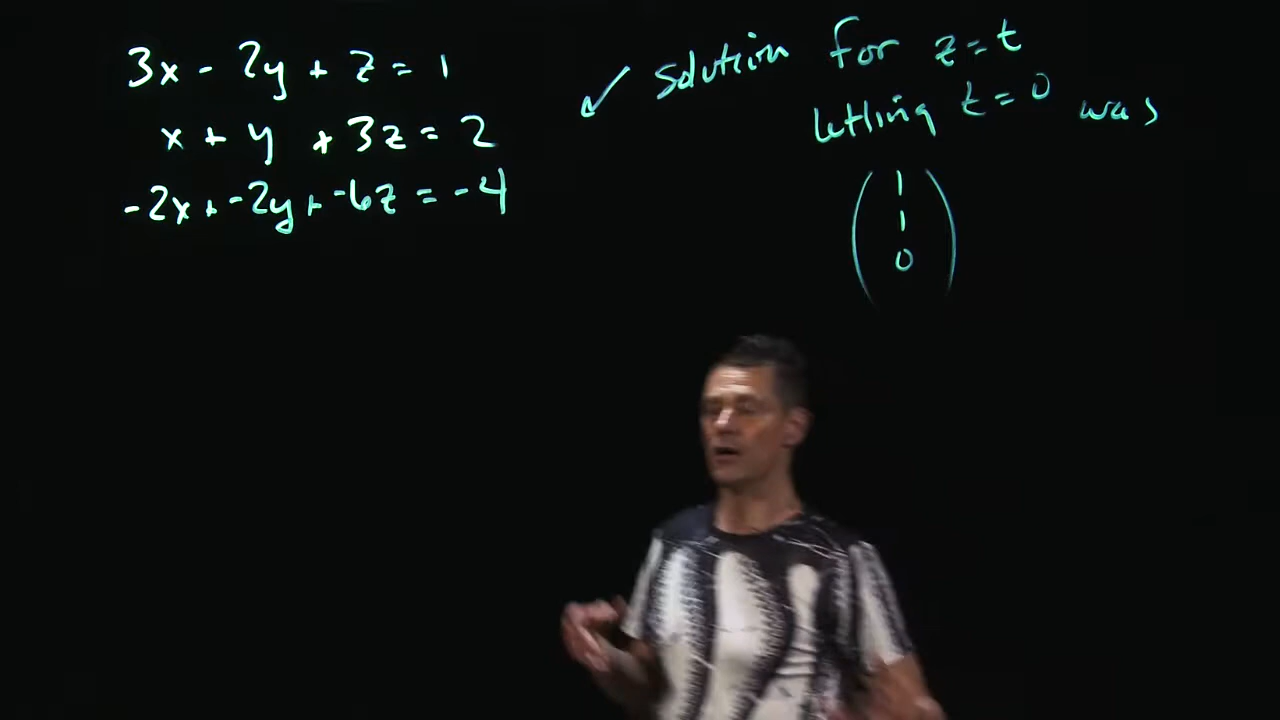 3x - 2y + z = 1
x + y + 3z = 2
-2x + -2y + -6z = -4
✓ Solution for z = t
letting t = 0 was
1
1
0